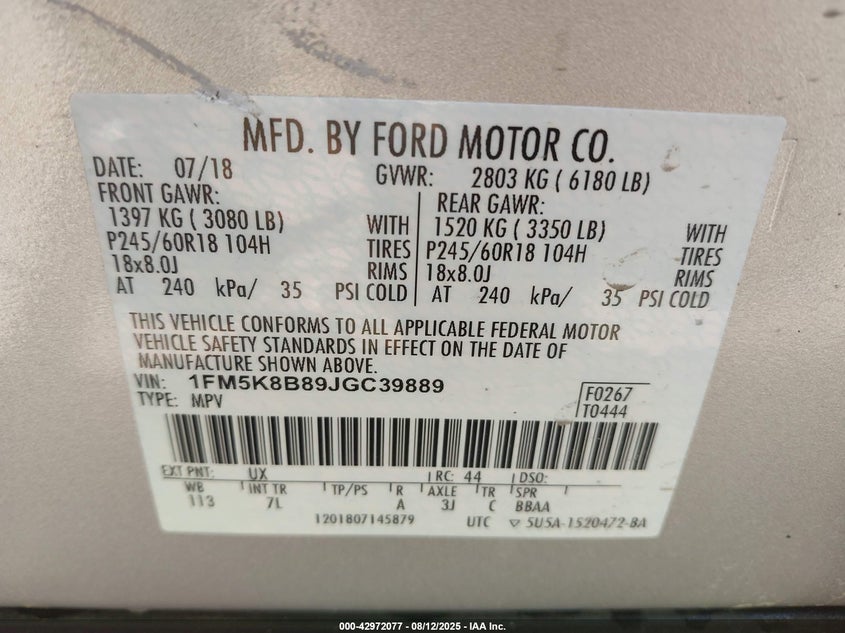 MFD. BY FORD MOTOR CO.
DATE: 07/18 GVWR: 2803 KG ( 6180 LB)
FRONT GAWR: REAR GAWR:
1397 KG ( 3080 LB) WITH 1520 KG ( 3350 LB) WITH
P245/60R18 104H TIRES P245/60R18 104H TIRES
18x8.0J RIMS 18x8.0J RIMS
AT 240 kPa/ 35 PSI COLD AT 240 kPa/ 35 PSI COLD
THIS VEHICLE CONFORMS TO ALL APPLICABLE FEDERAL MOTOR
VEHICLE SAFETY STANDARDS IN EFFECT ON THE DATE OF
MANUFACTURE SHOWN ABOVE.
VIN: 1FM5K8B89JGC39889 F0267
TYPE: MPV T0444
EXT PNT: UX RC: 44 DSO:
WB INT TR TP/PS R AXLE TR SPR
113 7L A 3J C BBAA
1201807145879 UTC ▽ 5U5A-1520472-BA
000-42972077 - 08/12/2025 - IAA Inc.